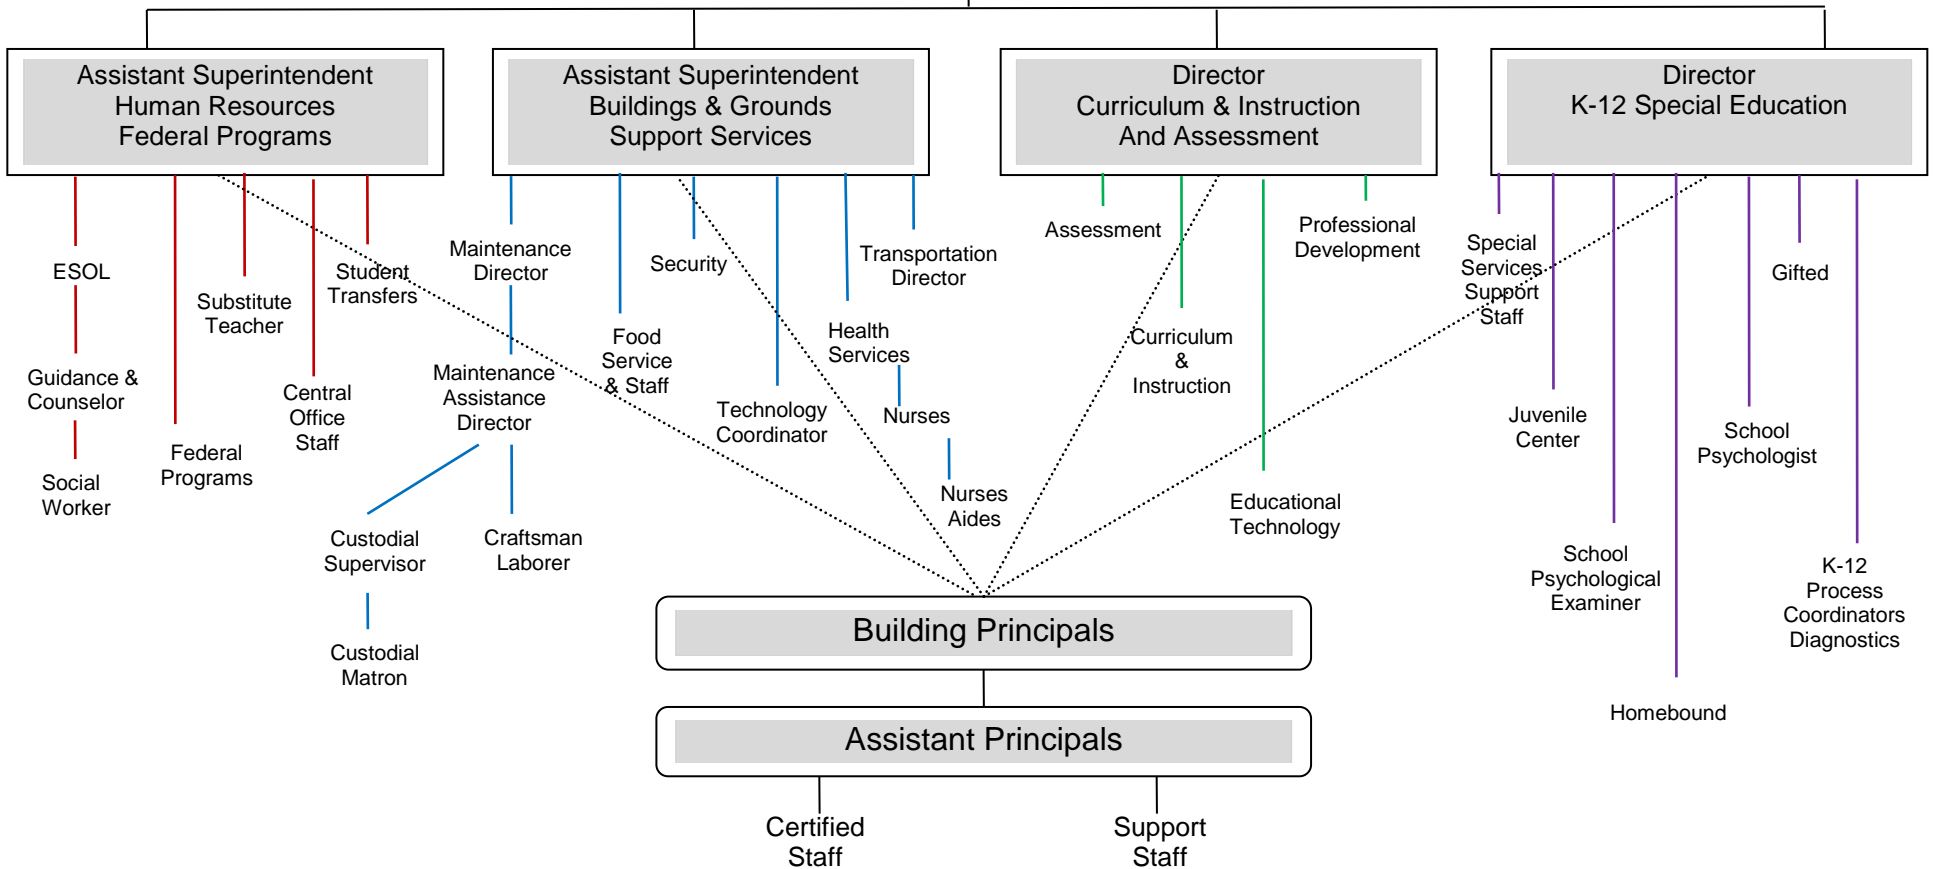 Assistant Superintendent
Human Resources
Federal Programs
Assistant Superintendent
Buildings & Grounds
Support Services
Director
Curriculum & Instruction
And Assessment
Director
K-12 Special Education
ESOL
Guidance &
Counselor
Social
Worker
Federal
Programs
Substitute
Teacher
Central
Office
Staff
Student
Transfers
Maintenance
Director
Maintenance
Assistance
Director
Custodial
Supervisor
Custodial
Matron
Craftsman
Laborer
Food
Service
& Staff
Security
Technology
Coordinator
Health
Services
Nurses
Nurses
Aides
Transportation
Director
Assessment
Curriculum
&
Instruction
Educational
Technology
Professional
Development
Special
Services
Support
Staff
Juvenile
Center
School
Psychological
Examiner
Homebound
School
Psychologist
Gifted
K-12
Process
Coordinators
Diagnostics
Building Principals
Assistant Principals
Certified
Staff
Support
Staff